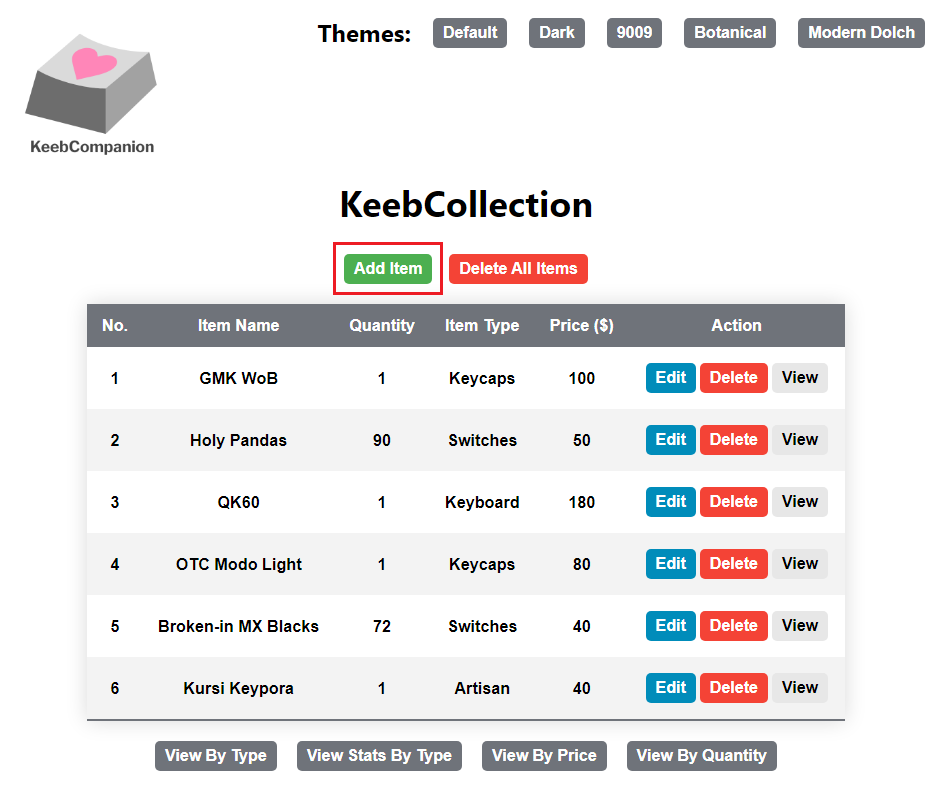 Themes: Default Dark 9009 Botanical Modern Dolch
KeebCompanion
KeebCollection
Add Item Delete All Items
No. Item Name Quantity Item Type Price ($) Action
1 GMK WoB 1 Keycaps 100 Edit Delete View
2 Holy Pandas 90 Switches 50 Edit Delete View
3 QK60 1 Keyboard 180 Edit Delete View
4 OTC Modo Light 1 Keycaps 80 Edit Delete View
5 Broken-in MX Blacks 72 Switches 40 Edit Delete View
6 Kursi Keypora 1 Artisan 40 Edit Delete View
View By Type View Stats By Type View By Price View By Quantity